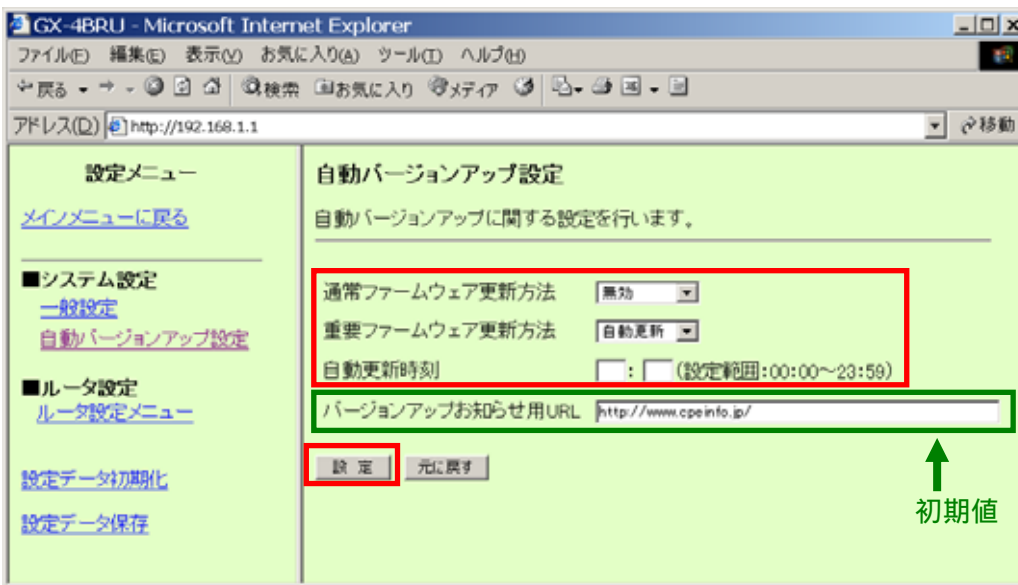 GX-4BRU - Microsoft Internet Explorer
ファイル(F) 編集(E) 表示(V) お気に入り(A) ツール(T) ヘルプ(H)
戻る 検索 お気に入り メディア
アドレス(D) http://192.168.1.1 移動
設定メニュー
メインメニューに戻る
■システム設定
一般設定
自動バージョンアップ設定
■ルータ設定
ルータ設定メニュー
設定データ初期化
設定データ保存
自動バージョンアップ設定
自動バージョンアップに関する設定を行います。
通常ファームウェア更新方法 無効
重要ファームウェア更新方法 自動更新
自動更新時刻 : (設定範囲:00:00～23:59)
バージョンアップお知らせ用URL http://www.cpeinfo.jp/
設 定 元に戻す
初期値